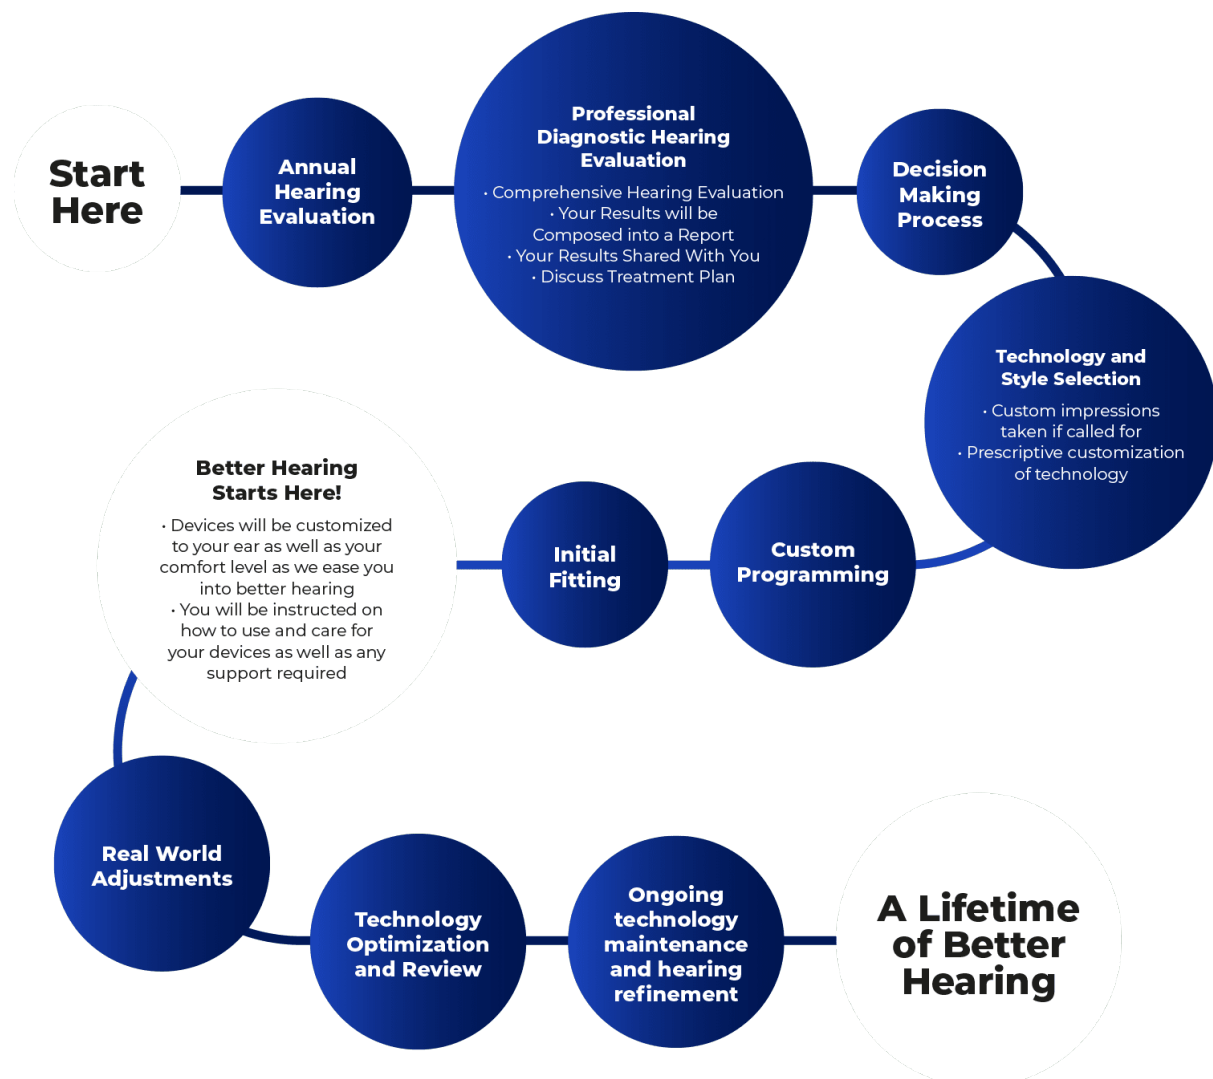 Start
Here
Annual
Hearing
Evaluation
Professional
Diagnostic Hearing
Evaluation
• Comprehensive Hearing Evaluation
• Your Results will be
Composed into a Report
• Your Results Shared With You
• Discuss Treatment Plan
Decision
Making
Process
Technology and
Style Selection
• Custom impressions
taken if called for
• Prescriptive customization
of technology
Custom
Programming
Initial
Fitting
Better Hearing
Starts Here!
• Devices will be customized
to your ear as well as your
comfort level as we ease you
into better hearing
• You will be instructed on
how to use and care for
your devices as well as any
support required
Real World
Adjustments
Technology
Optimization
and Review
Ongoing
technology
maintenance
and hearing
refinement
A Lifetime
of Better
Hearing